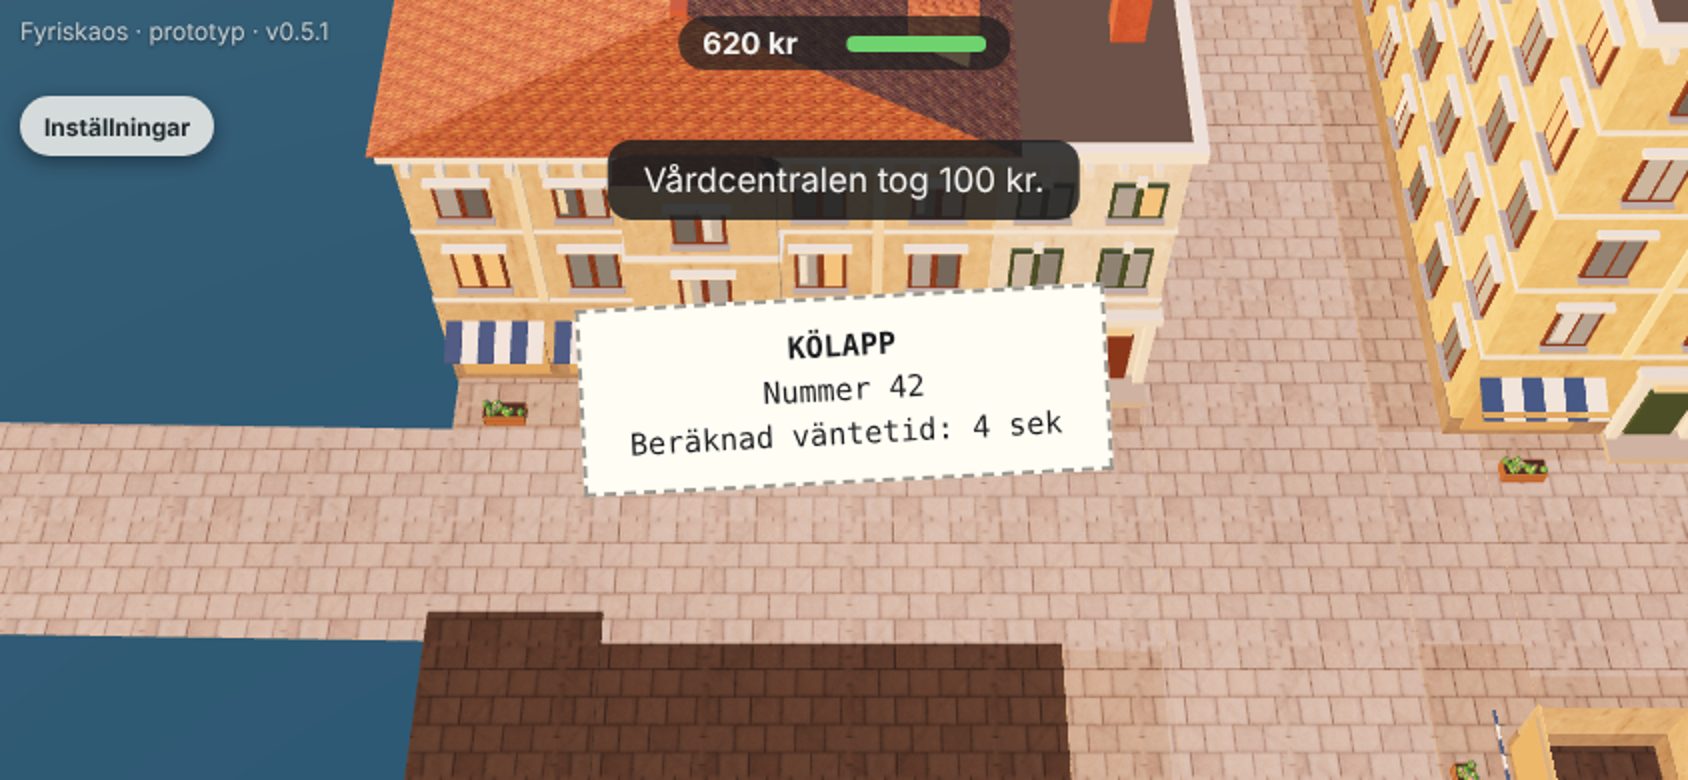 Fyriskaos · prototyp · v0.5.1
620 kr
Inställningar
Vårdcentralen tog 100 kr.
KÖLAPP
Nummer 42
Beräknad väntetid: 4 sek